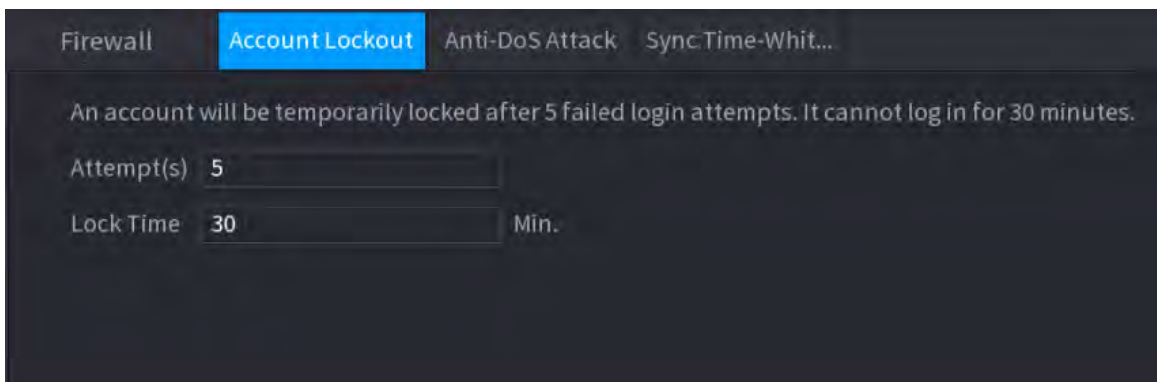 Firewall Account Lockout Anti-DoS Attack Sync Time-Whit...
An account will be temporarily locked after 5 failed login attempts. It cannot log in for 30 minutes.
Attempt(s) 5
Lock Time 30 Min.